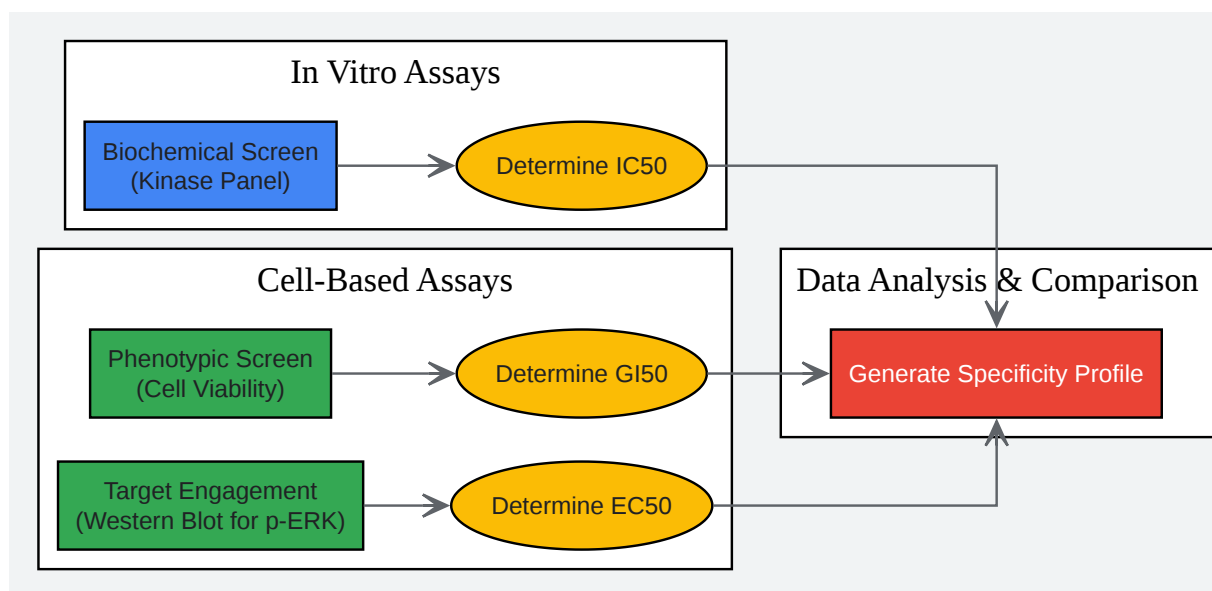 In Vitro Assays
Biochemical Screen
(Kinase Panel)
Determine IC50
Cell-Based Assays
Phenotypic Screen
(Cell Viability)
Determine GI50
Target Engagement
(Western Blot for p-ERK)
Determine EC50
Data Analysis & Comparison
Generate Specificity Profile